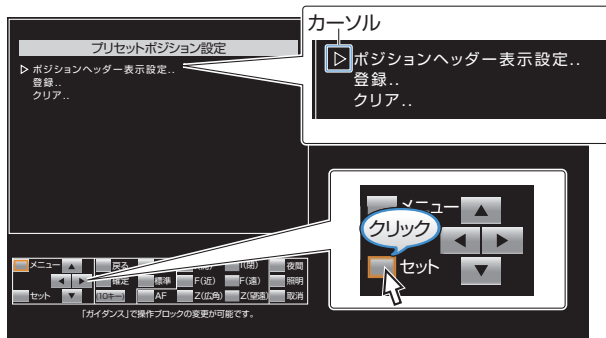 カーソル
プリセットポジション設定
▷ ポジションヘッダー表示設定..
登録..
クリア..
▷ ポジションヘッダー表示設定..
登録..
クリア..
メニュー ▲
クリック
◀ ▶
セット ▼
メニュー ▲ 戻る 夜間
◀ ▶ 確定 標準 F(近) F(遠) 照明
セット ▼ (10キー) AF Z(広角) Z(望遠) 取消
「ガイダンス」で操作ブロックの変更が可能です。